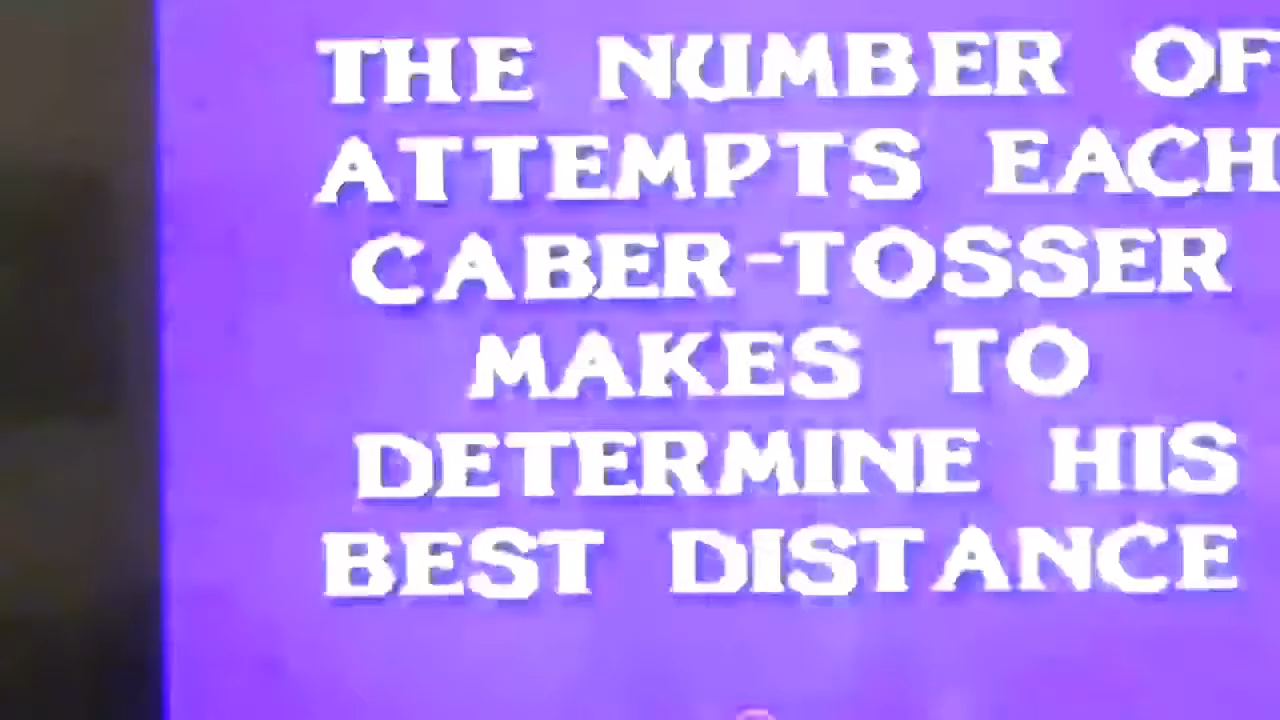 THE NUMBER OF
ATTEMPTS EACH
CABER-TOSSER
MAKES TO
DETERMINE HIS
BEST DISTANCE